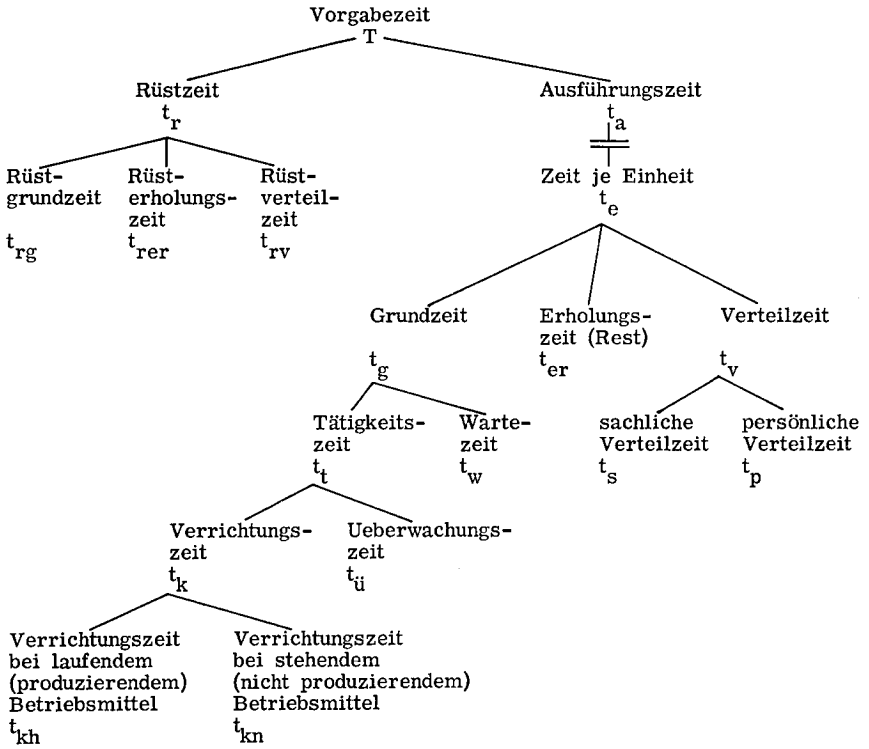 Vorgabezeit
T
Rüstzeit
t_r
Ausführungszeit
t_a
Rüst-
grundzeit
t_rg
Rüst-
erholungs-
zeit
t_rer
Rüst-
verteil-
zeit
t_rv
Zeit je Einheit
t_e
Grundzeit
t_g
Erholungs-
zeit (Rest)
t_er
Verteilzeit
t_v
Tätigkeits-
zeit
t_t
Warte-
zeit
t_w
sachliche
Verteilzeit
t_s
persönliche
Verteilzeit
t_p
Verrichtungs-
zeit
t_k
Ueberwachungs-
zeit
t_ü
Verrichtungszeit
bei laufendem
(produzierendem)
Betriebsmittel
t_kh
Verrichtungszeit
bei stehendem
(nicht produzierendem)
Betriebsmittel
t_kn